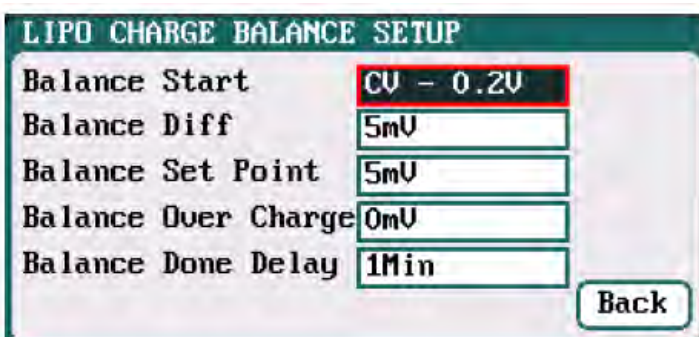 LIPO CHARGE BALANCE SETUP
Balance Start CV - 0.2V
Balance Diff 5mV
Balance Set Point 5mV
Balance Over Charge 0mV
Balance Done Delay 1Min
Back